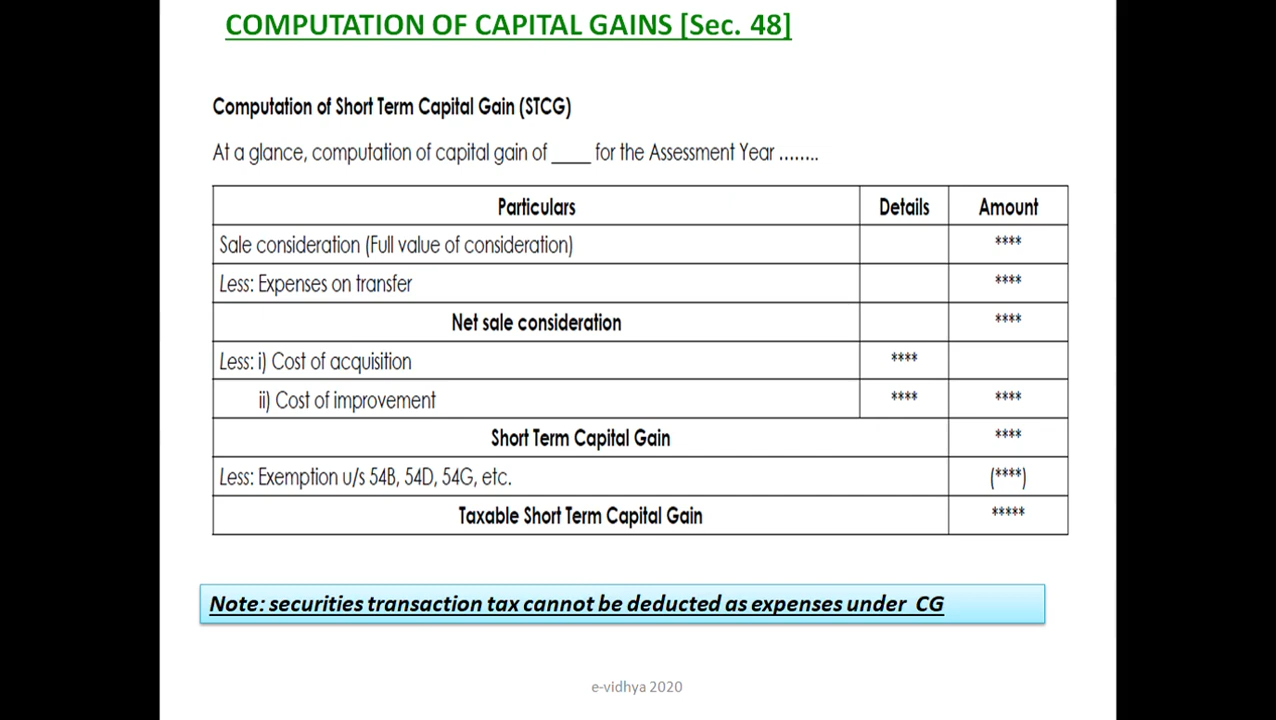 COMPUTATION OF CAPITAL GAINS [Sec. 48]
Computation of Short Term Capital Gain (STCG)
At a glance, computation of capital gain of ____ for the Assessment Year ........
Particulars Details Amount
Sale consideration (Full value of consideration) ****
Less: Expenses on transfer ****
Net sale consideration ****
Less: i) Cost of acquisition ****
ii) Cost of improvement **** ****
Short Term Capital Gain ****
Less: Exemption u/s 54B, 54D, 54G, etc. (****)
Taxable Short Term Capital Gain *****
Note: securities transaction tax cannot be deducted as expenses under CG
e-vidhya 2020